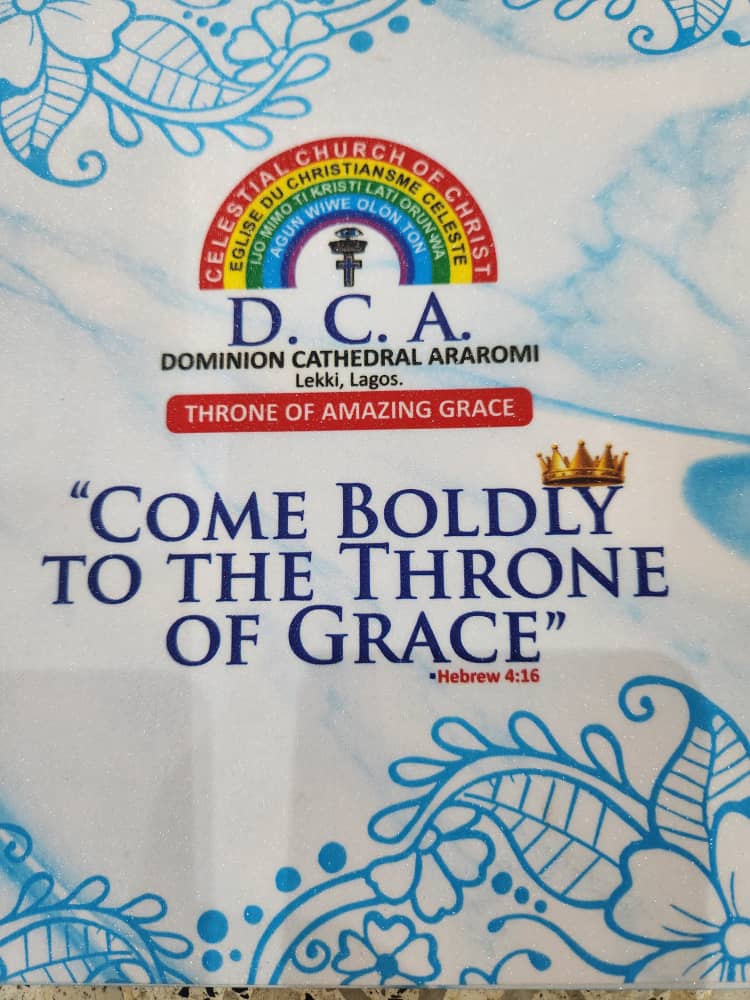 CELESTIAL CHURCH OF CHRIST
EGLISE DU CHRISTIANSME CELESTE
IJO MIMO TI KRISTI LATI ORUN WA
AGUN WIWE OLON TON
D. C. A.
DOMINION CATHEDRAL ARAROMI
Lekki, Lagos.
THRONE OF AMAZING GRACE
“COME BOLDLY
TO THE THRONE
OF GRACE”
▪Hebrew 4:16